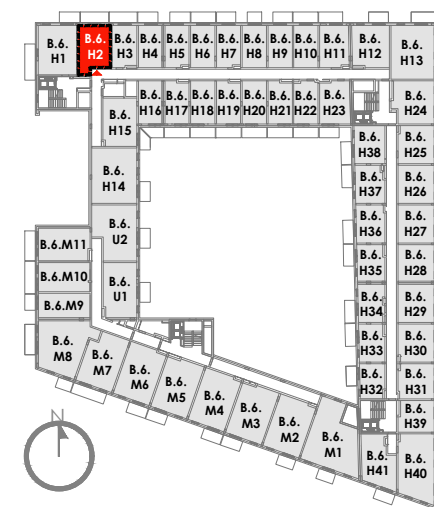 B.6.
H1
B.6.
H2
B.6.
H3
B.6.
H4
B.6.
H5
B.6.
H6
B.6.
H7
B.6.
H8
B.6.
H9
B.6.
H10
B.6.
H11
B.6.
H12
B.6.
H13
B.6.
H15
B.6.
H16
B.6.
H17
B.6.
H18
B.6.
H19
B.6.
H20
B.6.
H21
B.6.
H22
B.6.
H23
B.6.
H24
B.6.
H38
B.6.
H25
B.6.
H14
B.6.
H37
B.6.
H26
B.6.
U2
B.6.
H36
B.6.
H27
B.6.M11
B.6.
H35
B.6.
H28
B.6.M10
B.6.
U1
B.6.
H34
B.6.
H29
B.6.M9
B.6.
H33
B.6.
H30
B.6.
M8
B.6.
M7
B.6.
M6
B.6.
M5
B.6.
M4
B.6.
M3
B.6.
M2
B.6.
M1
B.6.
H32
B.6.
H31
B.6.
H39
B.6.
H41
B.6.
H40
N